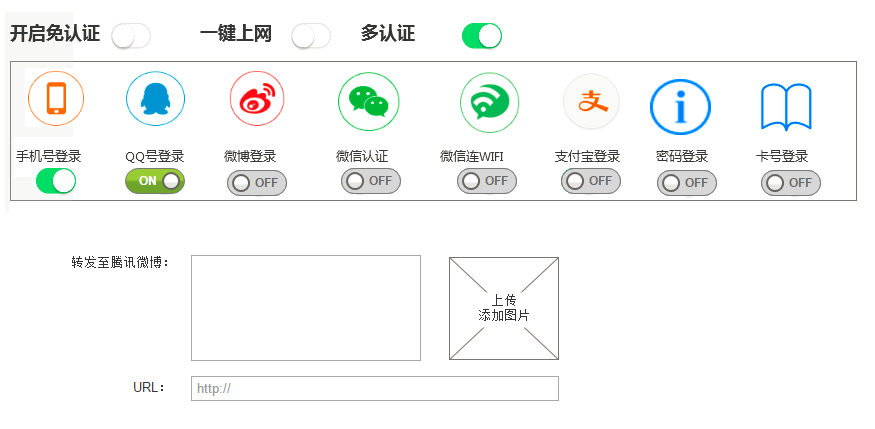 开启免认证 一键上网 多认证
支
手机号登录 QQ号登录 微博登录 微信认证 微信连WIFI 支付宝登录 密码登录 卡号登录
ON OFF OFF OFF OFF OFF OFF
转发至腾讯微博：
上传
添加图片
URL： http://